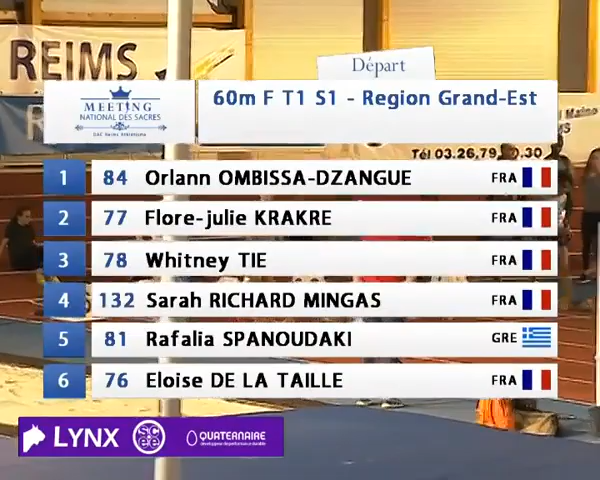 REIMS
Départ
MEETING
NATIONAL DES SACRES
60m F T1 S1 - Region Grand-Est
Tél 03.26.79
0.30
1 84 Orlann OMBISSA-DZANGUE FRA
2 77 Flore-julie KRAKRE FRA
3 78 Whitney TIE FRA
4 132 Sarah RICHARD MINGAS FRA
5 81 Rafalia SPANOUDAKI GRE
6 76 Eloise DE LA TAILLE FRA
LYNX
QUATERNAIRE